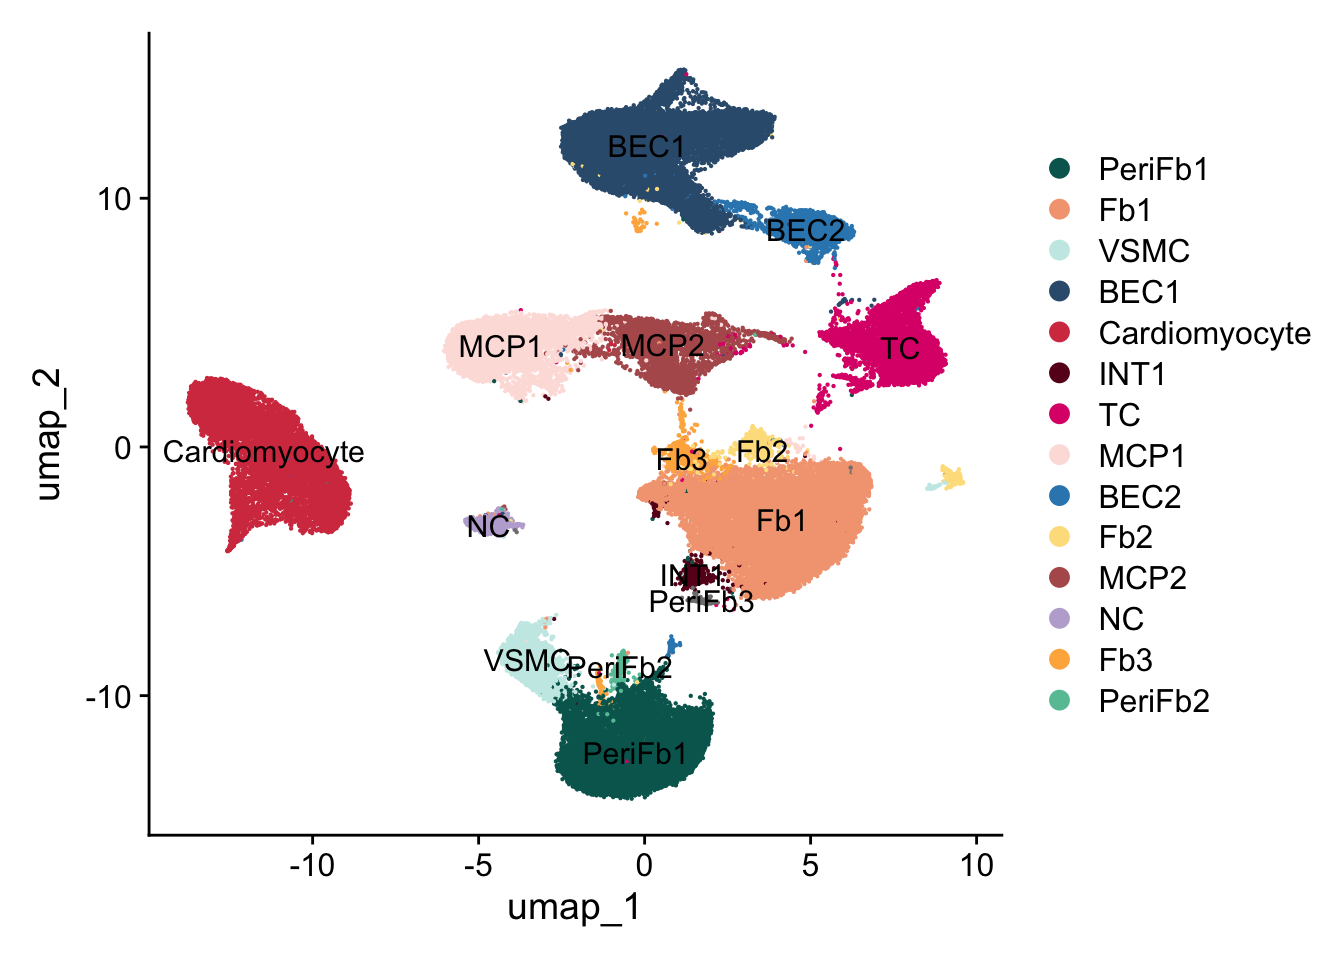 BEC1
10
BEC2
MCP1
MCP2
TC
umap_2
0
Cardiomyocyte
Fb3
Fb2
Fb1
NC
INT1
PeriFb3
VSMC
PeriFb2
-10
PeriFb1
-10
-5
0
5
10
umap_1
PeriFb1
Fb1
VSMC
BEC1
Cardiomyocyte
INT1
TC
MCP1
BEC2
Fb2
MCP2
NC
Fb3
PeriFb2